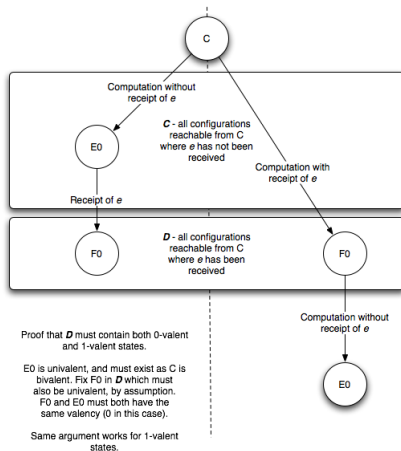 C
Computation without
receipt of e
C - all configurations
reachable from C
where e has not been
received
E0
Computation with
receipt of e
Receipt of e
D - all configurations
reachable from C
where e has been
received
F0
F0
Computation without
receipt of e
Proof that D must contain both 0-valent
and 1-valent states.
E0 is univalent, and must exist as C is
bivalent. Fix F0 in D which must
also be univalent, by assumption.
F0 and E0 must both have the
same valency (0 in this case).
Same argument works for 1-valent
states.
E0